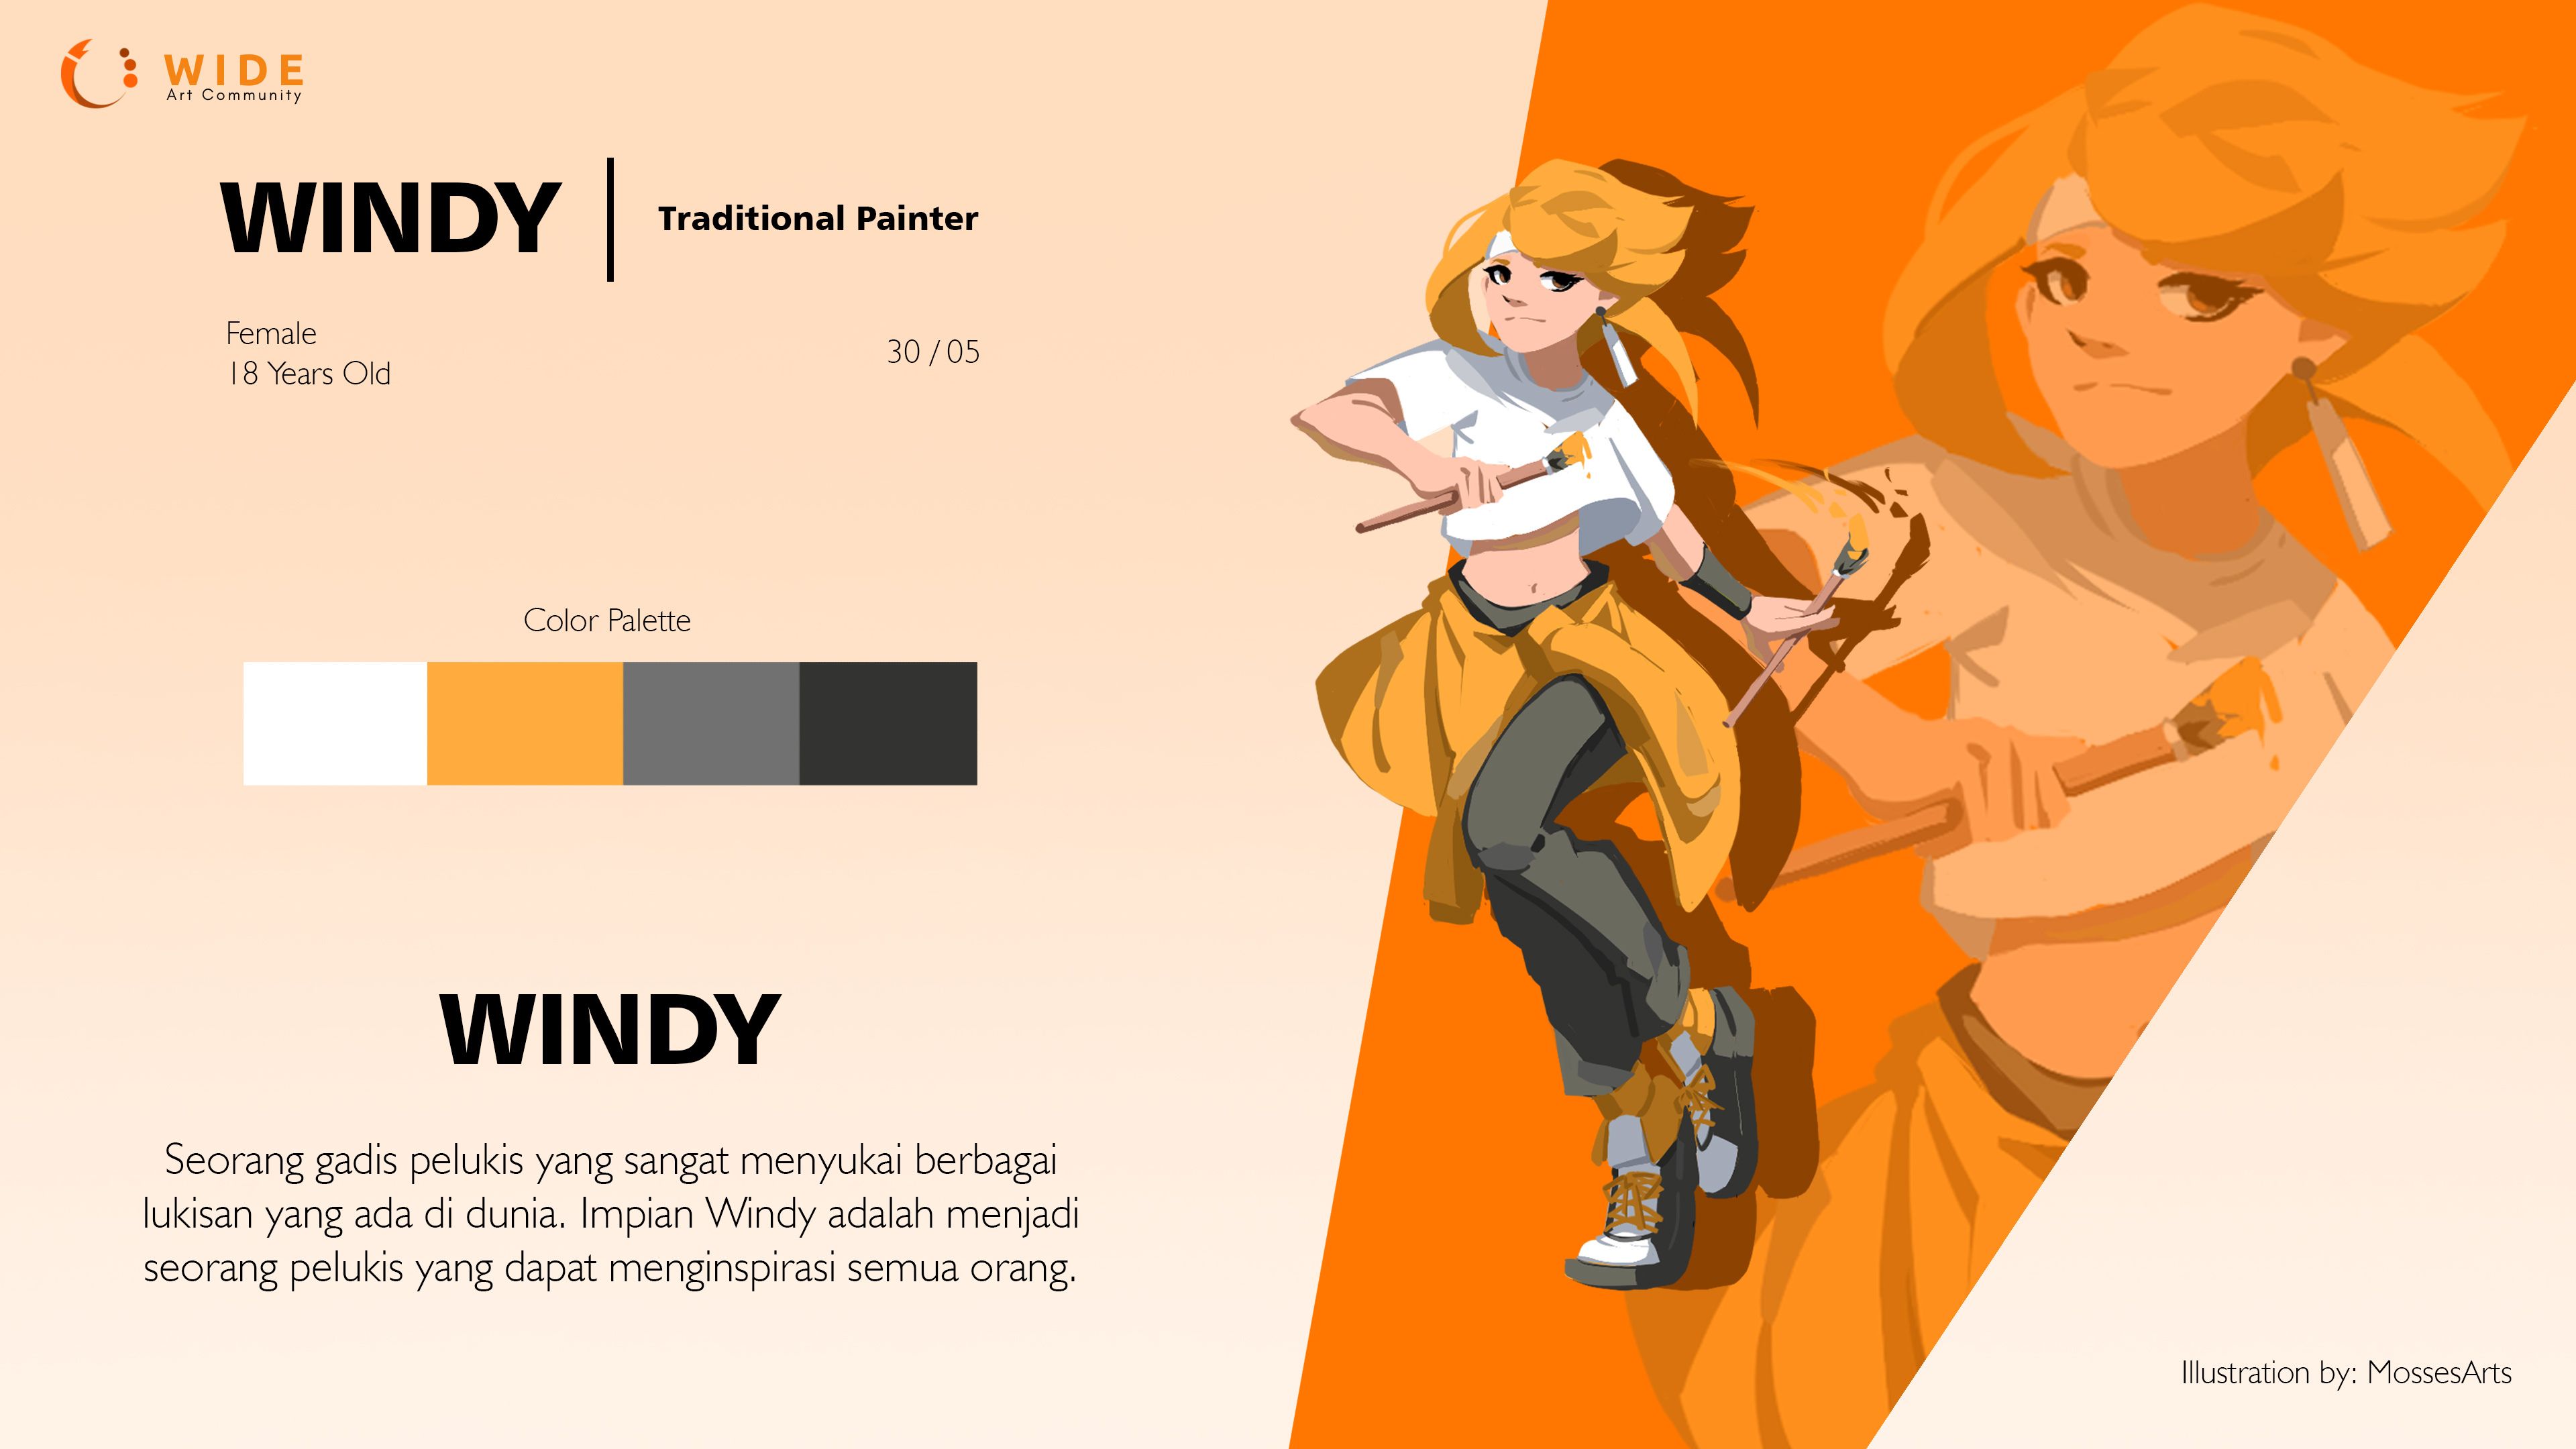 WIDE
Art Community
WINDY
Traditional Painter
Female
18 Years Old
30 / 05
Color Palette
WINDY
Seorang gadis pelukis yang sangat menyukai berbagai
lukisan yang ada di dunia. Impian Windy adalah menjadi
seorang pelukis yang dapat menginspirasi semua orang.
Illustration by: MossesArts